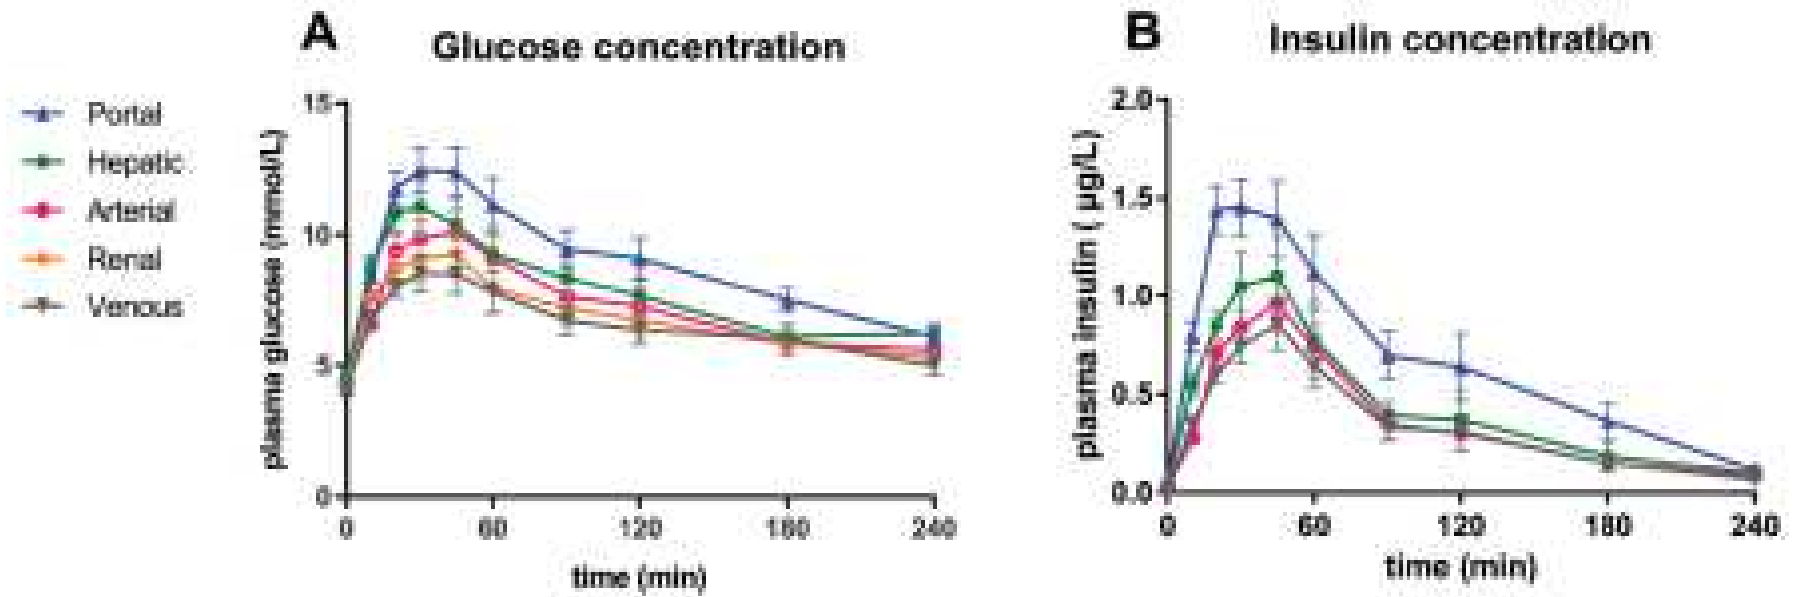 A
Glucose concentration
Portal
Hepatic
Arterial
Renal
Venous
plasma glucose (mmol/L)
15
10
5
0
0 60 120 180 240
time (min)
B
Insulin concentration
plasma insulin ( µg/L)
2.0
1.5
1.0
0.5
0.0
0 60 120 180 240
time (min)